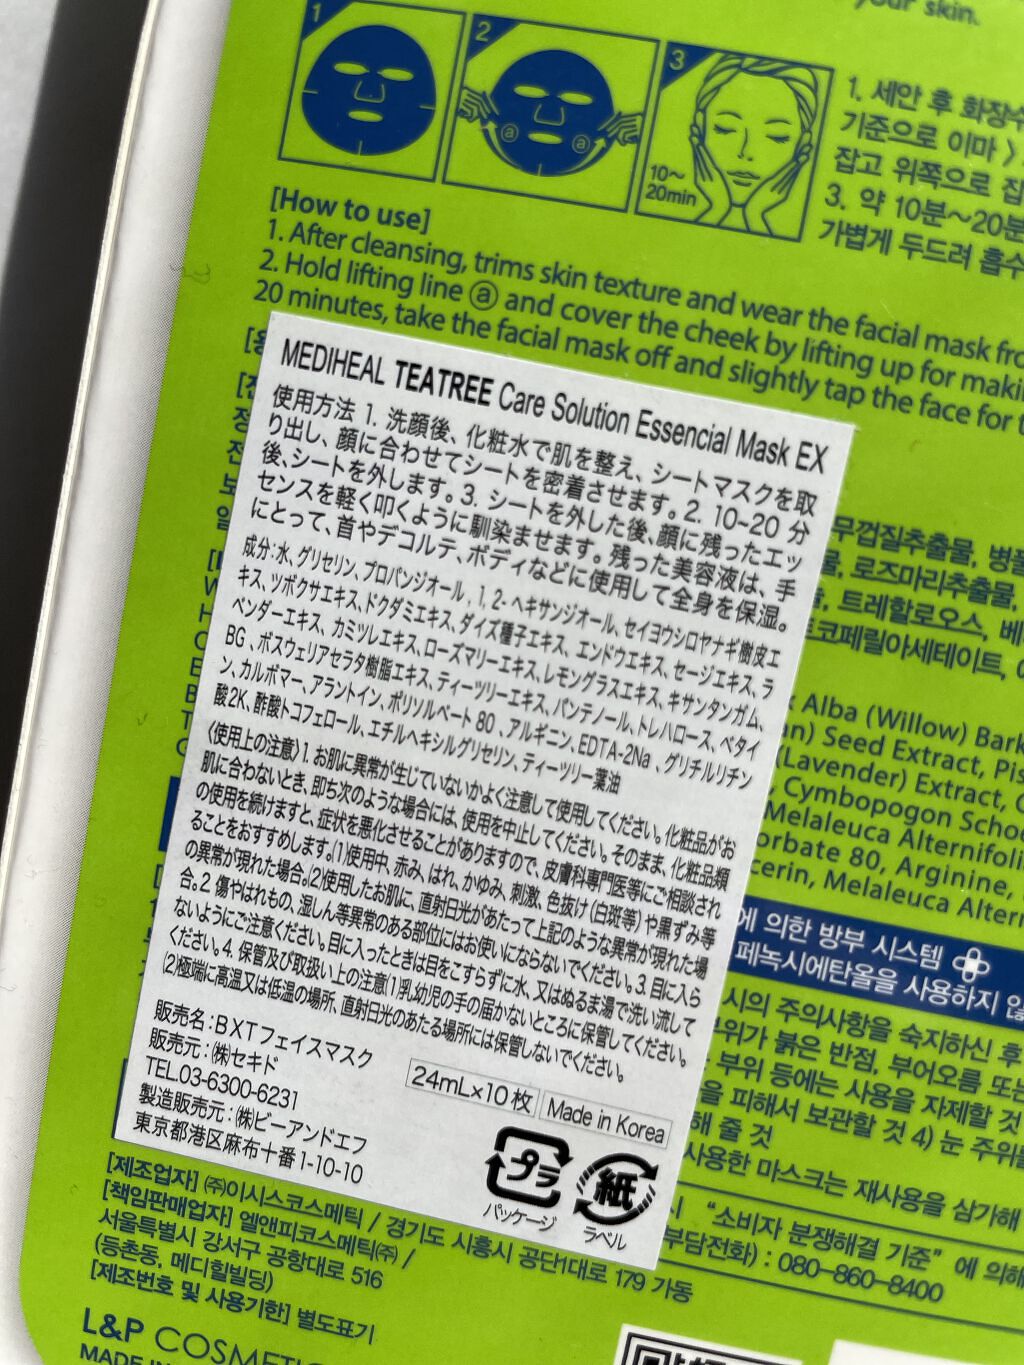 your skin.
1
2
3
ⓐ
ⓐ
10~
20min
1. 세안 후 화장수
기준으로 이마 >
잡고 위쪽으로
3. 약 10분~20분
가볍게 두드려 흡수
[How to use]
1. After cleansing, trims skin texture and wear the facial mask
2. Hold lifting line ⓐ and cover the cheek by lifting up for
20 minutes, take the facial mask off and slightly tap the face for
MEDIHEAL TEATREE Care Solution Essencial Mask EX
使用方法 1. 洗顔後、化粧水で肌を整え、シートマスクを取
り出し、顔に合わせてシートを密着させます。2. 10~20 分
後、シートを外します。3. シートを外した後、顔に残ったエッ
センスを軽く叩くように馴染ませます。残った美容液は、手
にとって、首やデコルテ、ボディなどに使用して全身を保湿。
成分:水、グリセリン、プロパンジオール、1, 2- ヘキサンジオール、セイヨウシロヤナギ樹皮エ
キス、ツボクサエキス、ドクダミエキス、ダイズ種子エキス、エンドウエキス、セージエキス、ラ
ベンダーエキス、カミツレエキス、ローズマリーエキス、レモングラスエキス、キサンタンガム、
BG、ボスウェリアセラタ樹脂エキス、ティーツリーエキス、パンテノール、トレハロース、ベタイ
ン、カルボマー、アラントイン、ポリソルベート 80 、アルギニン、EDTA-2Na 、グリチルリチン
酸2K、酢酸トコフェロール、エチルヘキシルグリセリン、ティーツリー葉油
〈使用上の注意〉1. お肌に異常が生じていないかよく注意して使用してください。化粧品がお
肌に合わないとき、即ち次のような場合には、使用を中止してください。そのまま、化粧品類
の使用を続けますと、症状を悪化させることがありますので、皮膚科専門医等にご相談され
ることをおすすめします。(1)使用中、赤み、はれ、かゆみ、刺激、色抜け(白斑等)や黒ずみ等
の異常が現れた場合。(2)使用したお肌に、直射日光があたって上記のような異常が現れた場
合。2 傷やはれもの、湿しん等異常のある部位にはお使いにならないでください。3. 目に入ら
ないようにご注意ください。目に入ったときは目をこすらずに水、又はぬるま湯で洗い流して
ください。4. 保管及び取扱い上の注意(1)乳幼児の手の届かないところに保管してください。
(2)極端に高温又は低温の場所、直射日光のあたる場所には保管しないでください。
販売名:BXTフェイスマスク
販売元:㈱セキド
TEL.03-6300-6231
製造販売元:㈱ビーアンドエフ
東京都港区麻布十番1-10-10
24mL×10枚
Made in Korea
プラ
パッケージ
紙
ラベル
무껍질추출물, 병풀
로즈마리추출물,
트레할로오스, 베
토코페릴아세테이트,
Alba (Willow) Bark
Seed Extract, Pis
(Lavender) Extract,
Cymbopogon Schoe
Melaleuca Alternifoli
orbate 80, Arginine,
cerin, Melaleuca Altern
에 의한 방부 시스템
페녹시에탄올을 사용하지
시의 주의사항을 숙지하신 후
부위가 붉은 반점, 부어오름 또는
부위 등에는 사용을 자제할 것
을 피해서 보관할 것 4) 눈 주위를
해 줄 것
사용한 마스크는 재사용을 삼가해
“소비자 분쟁해결 기준” 에 의해
부담전화) : 080-860-8400
[제조업자] ㈜이시스코스메틱 / 경기도 시흥시 공단1대로 179 가동
[책임판매업자] 엘앤피코스메틱㈜ /
서울특별시 강서구 공항대로 516
(등촌동, 메디힐빌딩)
[제조번호 및 사용기한] 별도표기
L&P COSMETIC
MADE IN